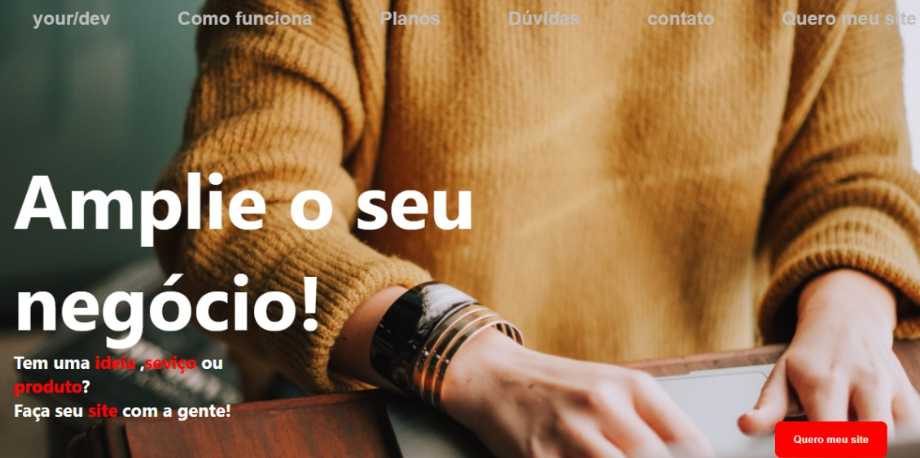 your/dev Como funciona Planos Dúvidas contato Quero meu site
Amplie o seu
negócio!
Tem uma ideia ,seviço ou
produto?
Faça seu site com a gente!
Quero meu site